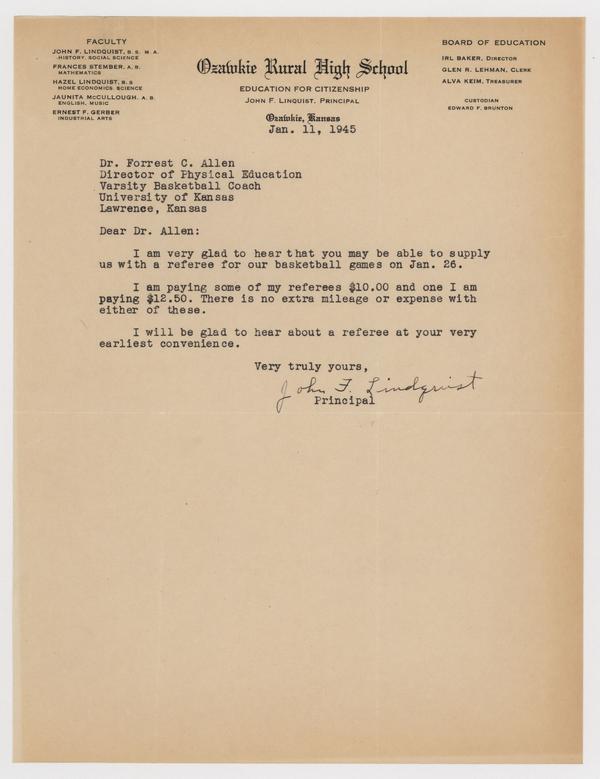 FACULTY
JOHN F. LINDQUIST, B. S. M. A.
HISTORY, SOCIAL SCIENCE
FRANCES STEMBER, A. B.
MATHEMATICS
HAZEL LINDQUIST, B. S
HOME ECONOMICS. SCIENCE
JAUNITA McCULLOUGH, A. B.
ENGLISH, MUSIC
ERNEST F. GERBER
INDUSTRIAL ARTS
Ozawkie Rural High School
EDUCATION FOR CITIZENSHIP
JOHN F. LINQUIST, PRINCIPAL
Ozawkie, Kansas
BOARD OF EDUCATION
IRL BAKER, DIRECTOR
GLEN R. LEHMAN, CLERK
ALVA KEIM, TREASURER
CUSTODIAN
EDWARD F. BRUNTON
Jan. 11, 1945
Dr. Forrest C. Allen
Director of Physical Education
Varsity Basketball Coach
University of Kansas
Lawrence, Kansas
Dear Dr. Allen:
I am very glad to hear that you may be able to supply
us with a referee for our basketball games on Jan. 26.
I am paying some of my referees $10.00 and one I am
paying $12.50. There is no extra mileage or expense with
either of these.
I will be glad to hear about a referee at your very
earliest convenience.
Very truly yours,
John F. Lindquist
Principal